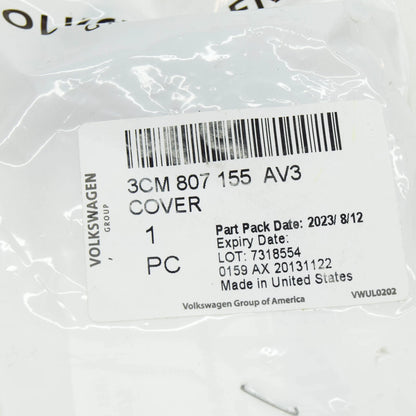 VOLKSWAGEN
GROUP
3CM 807 155 AV3
COVER
1
PC
Part Pack Date: 2023/ 8/12
Expiry Date:
LOT: 7318554
0159 AX 20131122
Made in United States
Volkswagen Group of America
VWUL0202